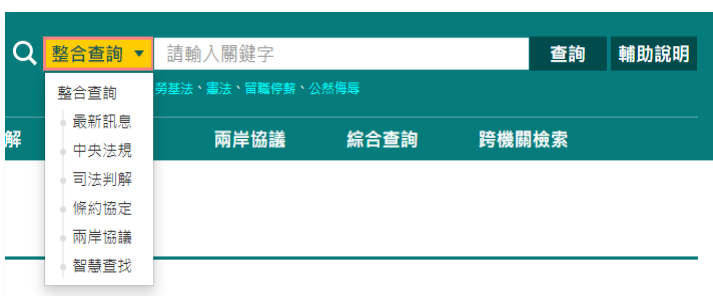 整合查詢 請輸入關鍵字 查詢 輔助說明
勞基法、憲法、留職停薪、公然侮辱
解 兩岸協議 綜合查詢 跨機關檢索
整合查詢
最新訊息
中央法規
司法判解
條約協定
兩岸協議
智慧查找